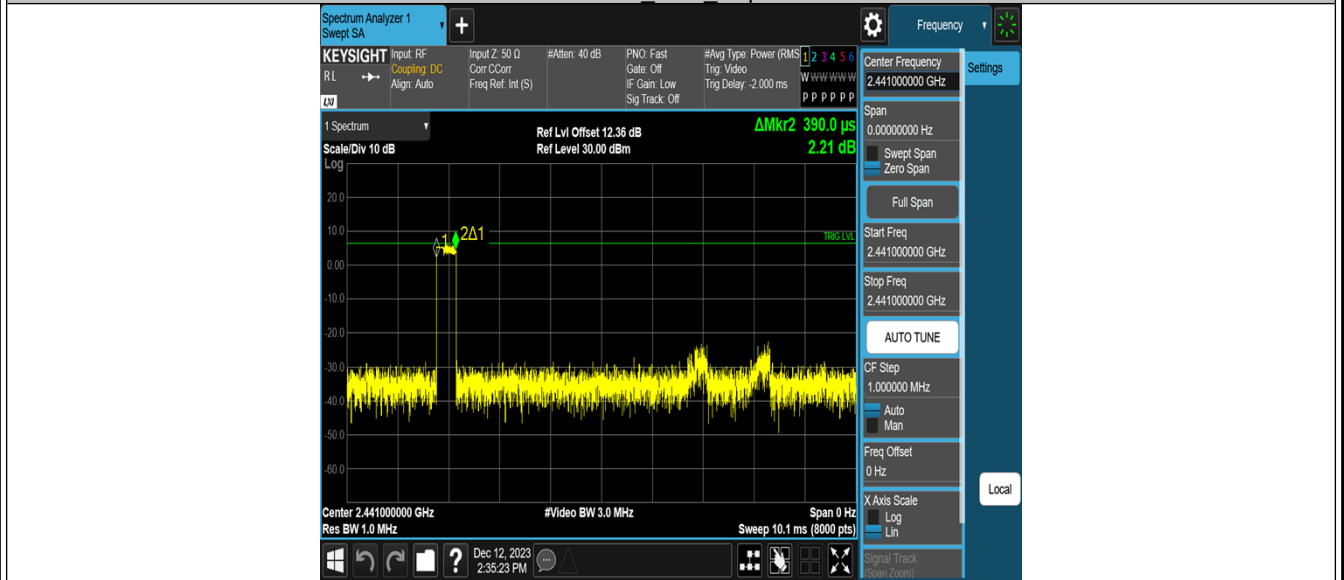 Spectrum Analyzer 1
Swept SA
+
Frequency
KEYSIGHT
Input: RF
Coupling: DC
Align: Auto
RL
LXI
Input Z: 50 Ω
Corr CCorr
Freq Ref: Int (S)
#Atten: 40 dB
PNO: Fast
Gate: Off
IF Gain: Low
Sig Track: Off
#Avg Type: Power (RMS
Trig: Video
Trig Delay: -2.000 ms
1 2 3 4 5 6
W W W W W W
P P P P P P
1 Spectrum
Scale/Div 10 dB
Log
Ref Lvl Offset 12.36 dB
Ref Level 30.00 dBm
ΔMkr2 390.0 µs
2.21 dB
20.0
10.0
0.00
-10.0
-20.0
-30.0
-40.0
-50.0
-60.0
1
2Δ1
TRIG LVL
Center 2.441000000 GHz
Res BW 1.0 MHz
#Video BW 3.0 MHz
Span 0 Hz
Sweep 10.1 ms (8000 pts)
?
Dec 12, 2023
2:35:23 PM
Center Frequency
2.441000000 GHz
Settings
Span
0.00000000 Hz
Swept Span
Zero Span
Full Span
Start Freq
2.441000000 GHz
Stop Freq
2.441000000 GHz
AUTO TUNE
CF Step
1.000000 MHz
Auto
Man
Freq Offset
0 Hz
X Axis Scale
Log
Lin
Local
Signal Track
(Span Zoom)